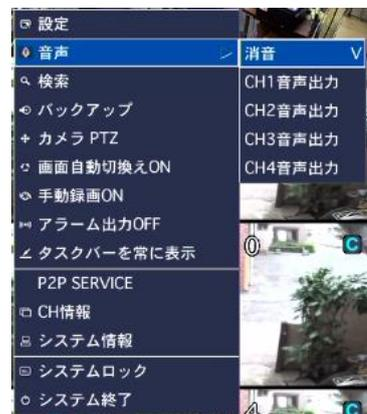 設定
音声
検索
バックアップ
カメラ PTZ
画面自動切換えON
手動録画ON
アラーム出力OFF
タスクバーを常に表示
P2P SERVICE
CH情報
システム情報
システムロック
システム終了
消音 V
CH1音声出力
CH2音声出力
CH3音声出力
CH4音声出力
0 C
4 C